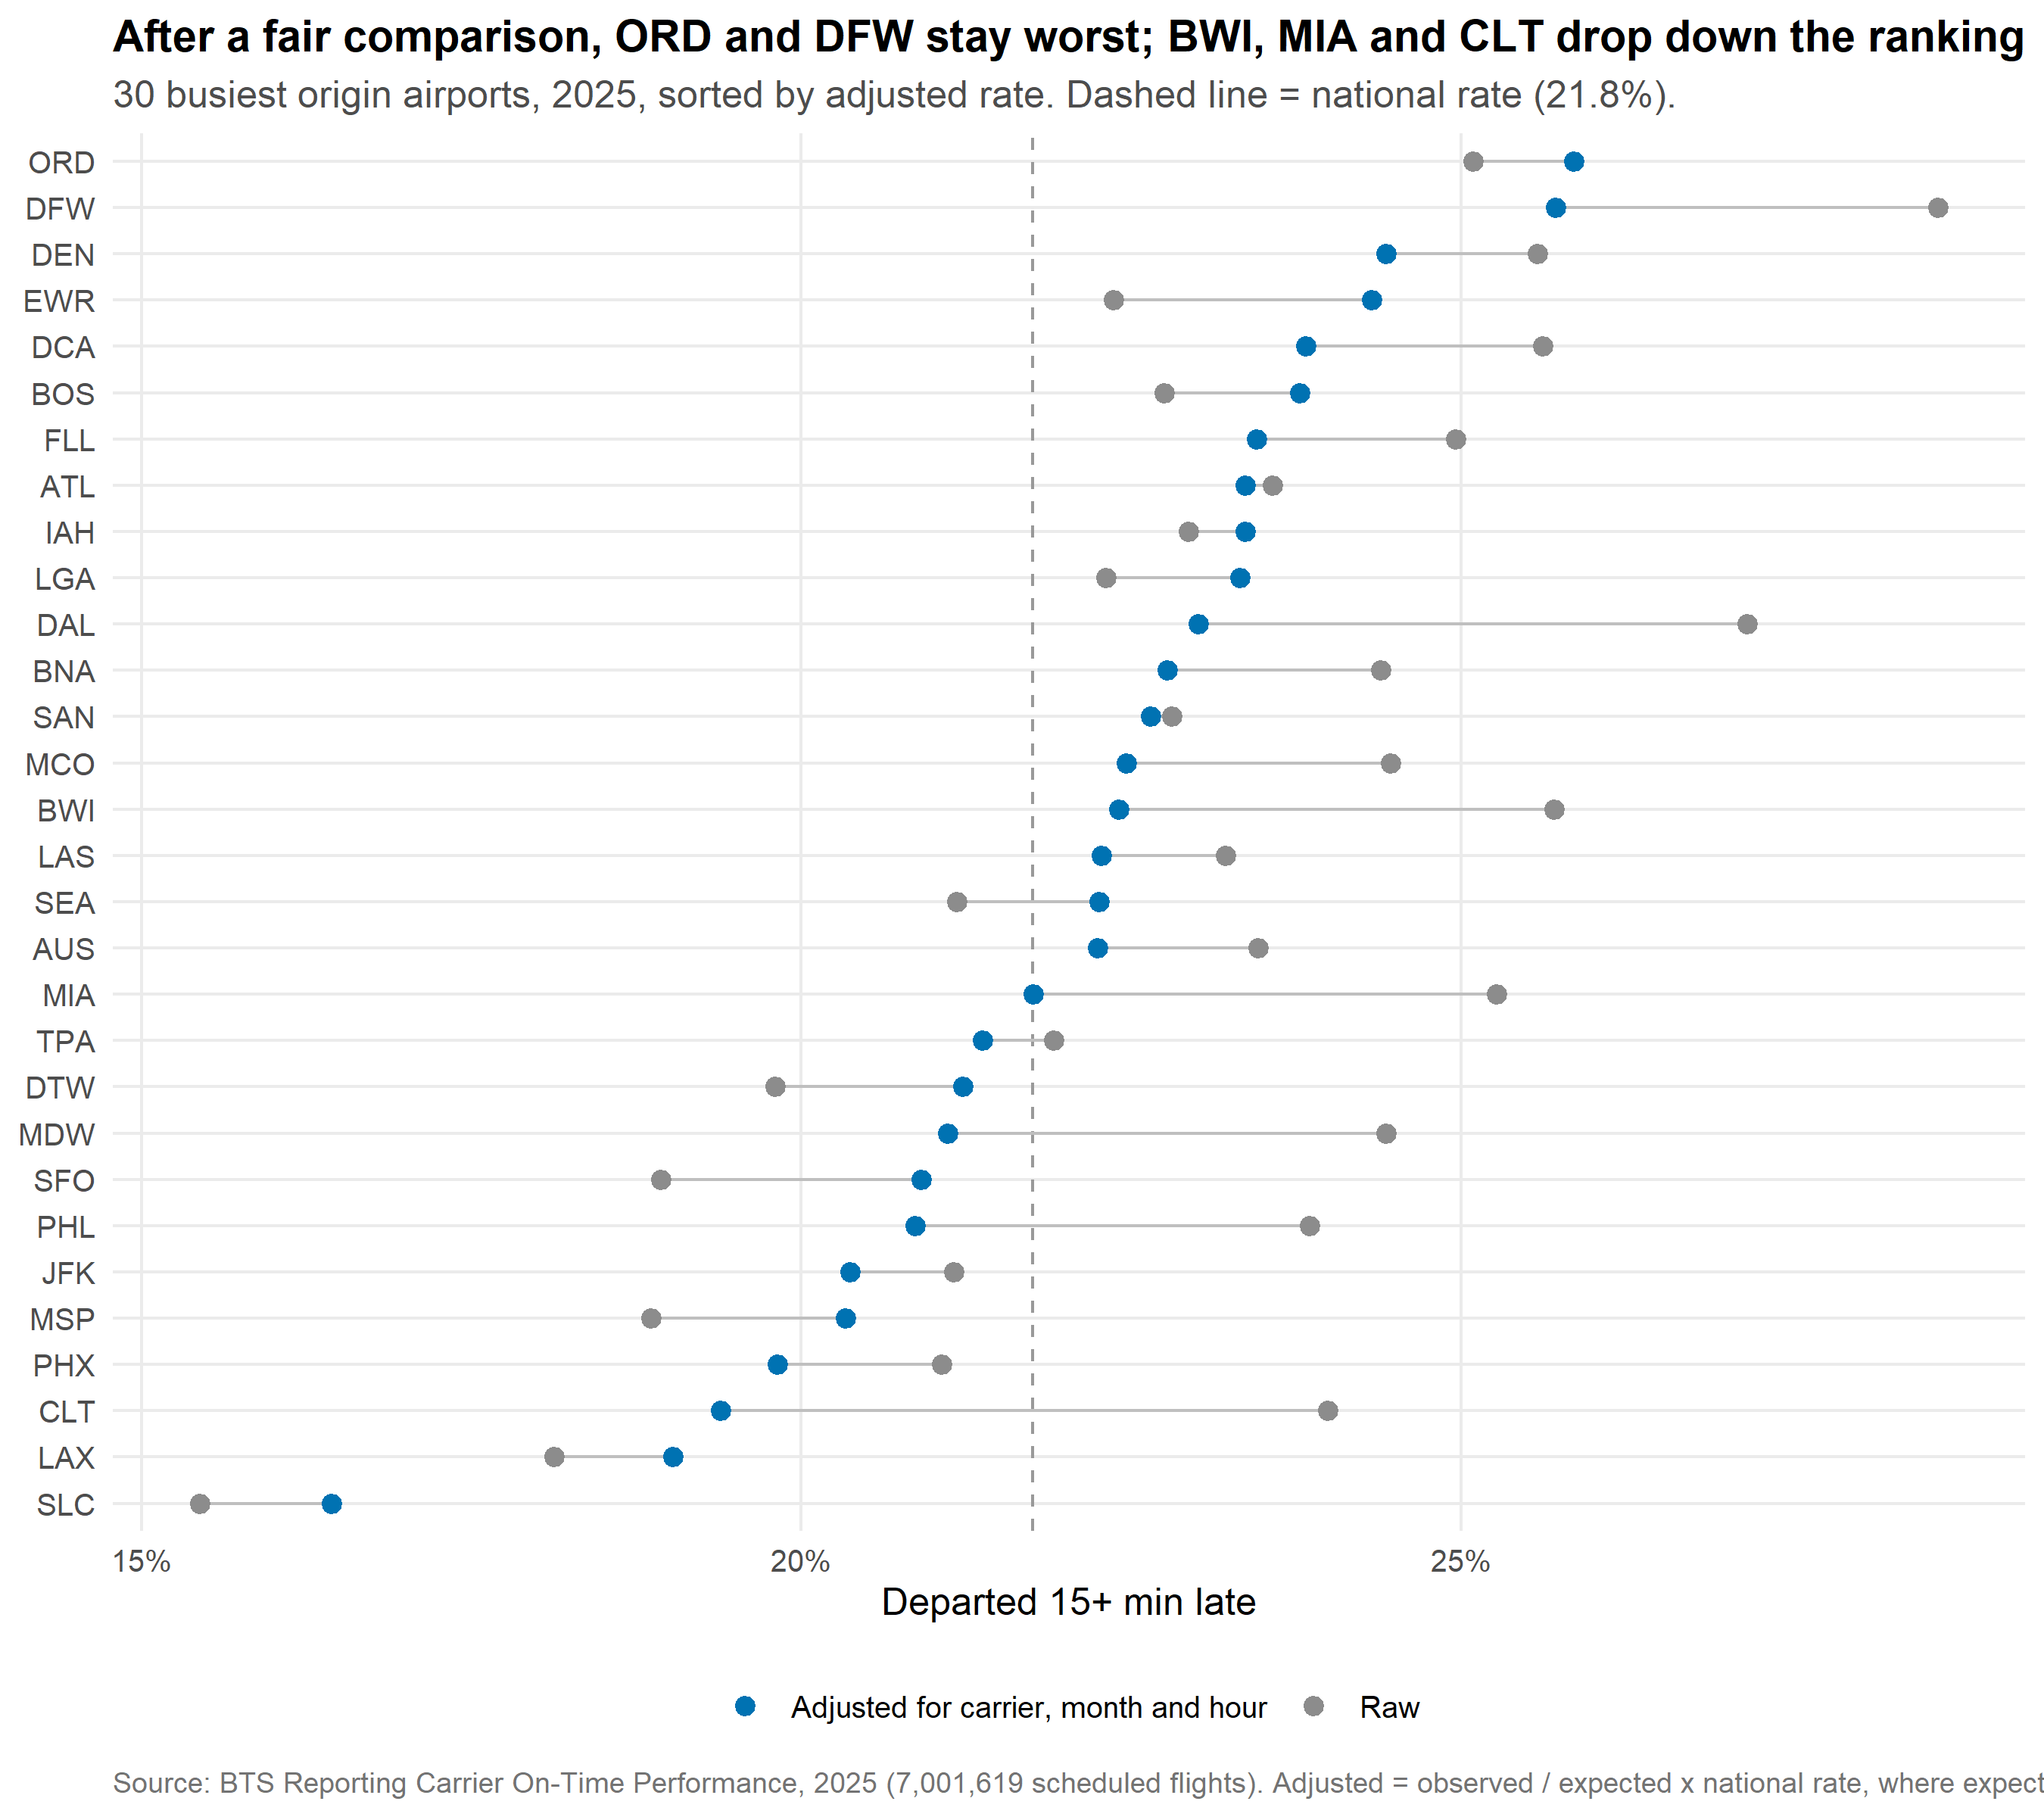 After a fair comparison, ORD and DFW stay worst; BWI, MIA and CLT drop down the ranking
30 busiest origin airports, 2025, sorted by adjusted rate. Dashed line = national rate (21.8%).
ORD
DFW
DEN
EWR
DCA
BOS
FLL
ATL
IAH
LGA
DAL
BNA
SAN
MCO
BWI
LAS
SEA
AUS
MIA
TPA
DTW
MDW
SFO
PHL
JFK
MSP
PHX
CLT
LAX
SLC
15% 20% 25%
Departed 15+ min late
Adjusted for carrier, month and hour Raw
Source: BTS Reporting Carrier On-Time Performance, 2025 (7,001,619 scheduled flights). Adjusted = observed / expected x national rate, where expect